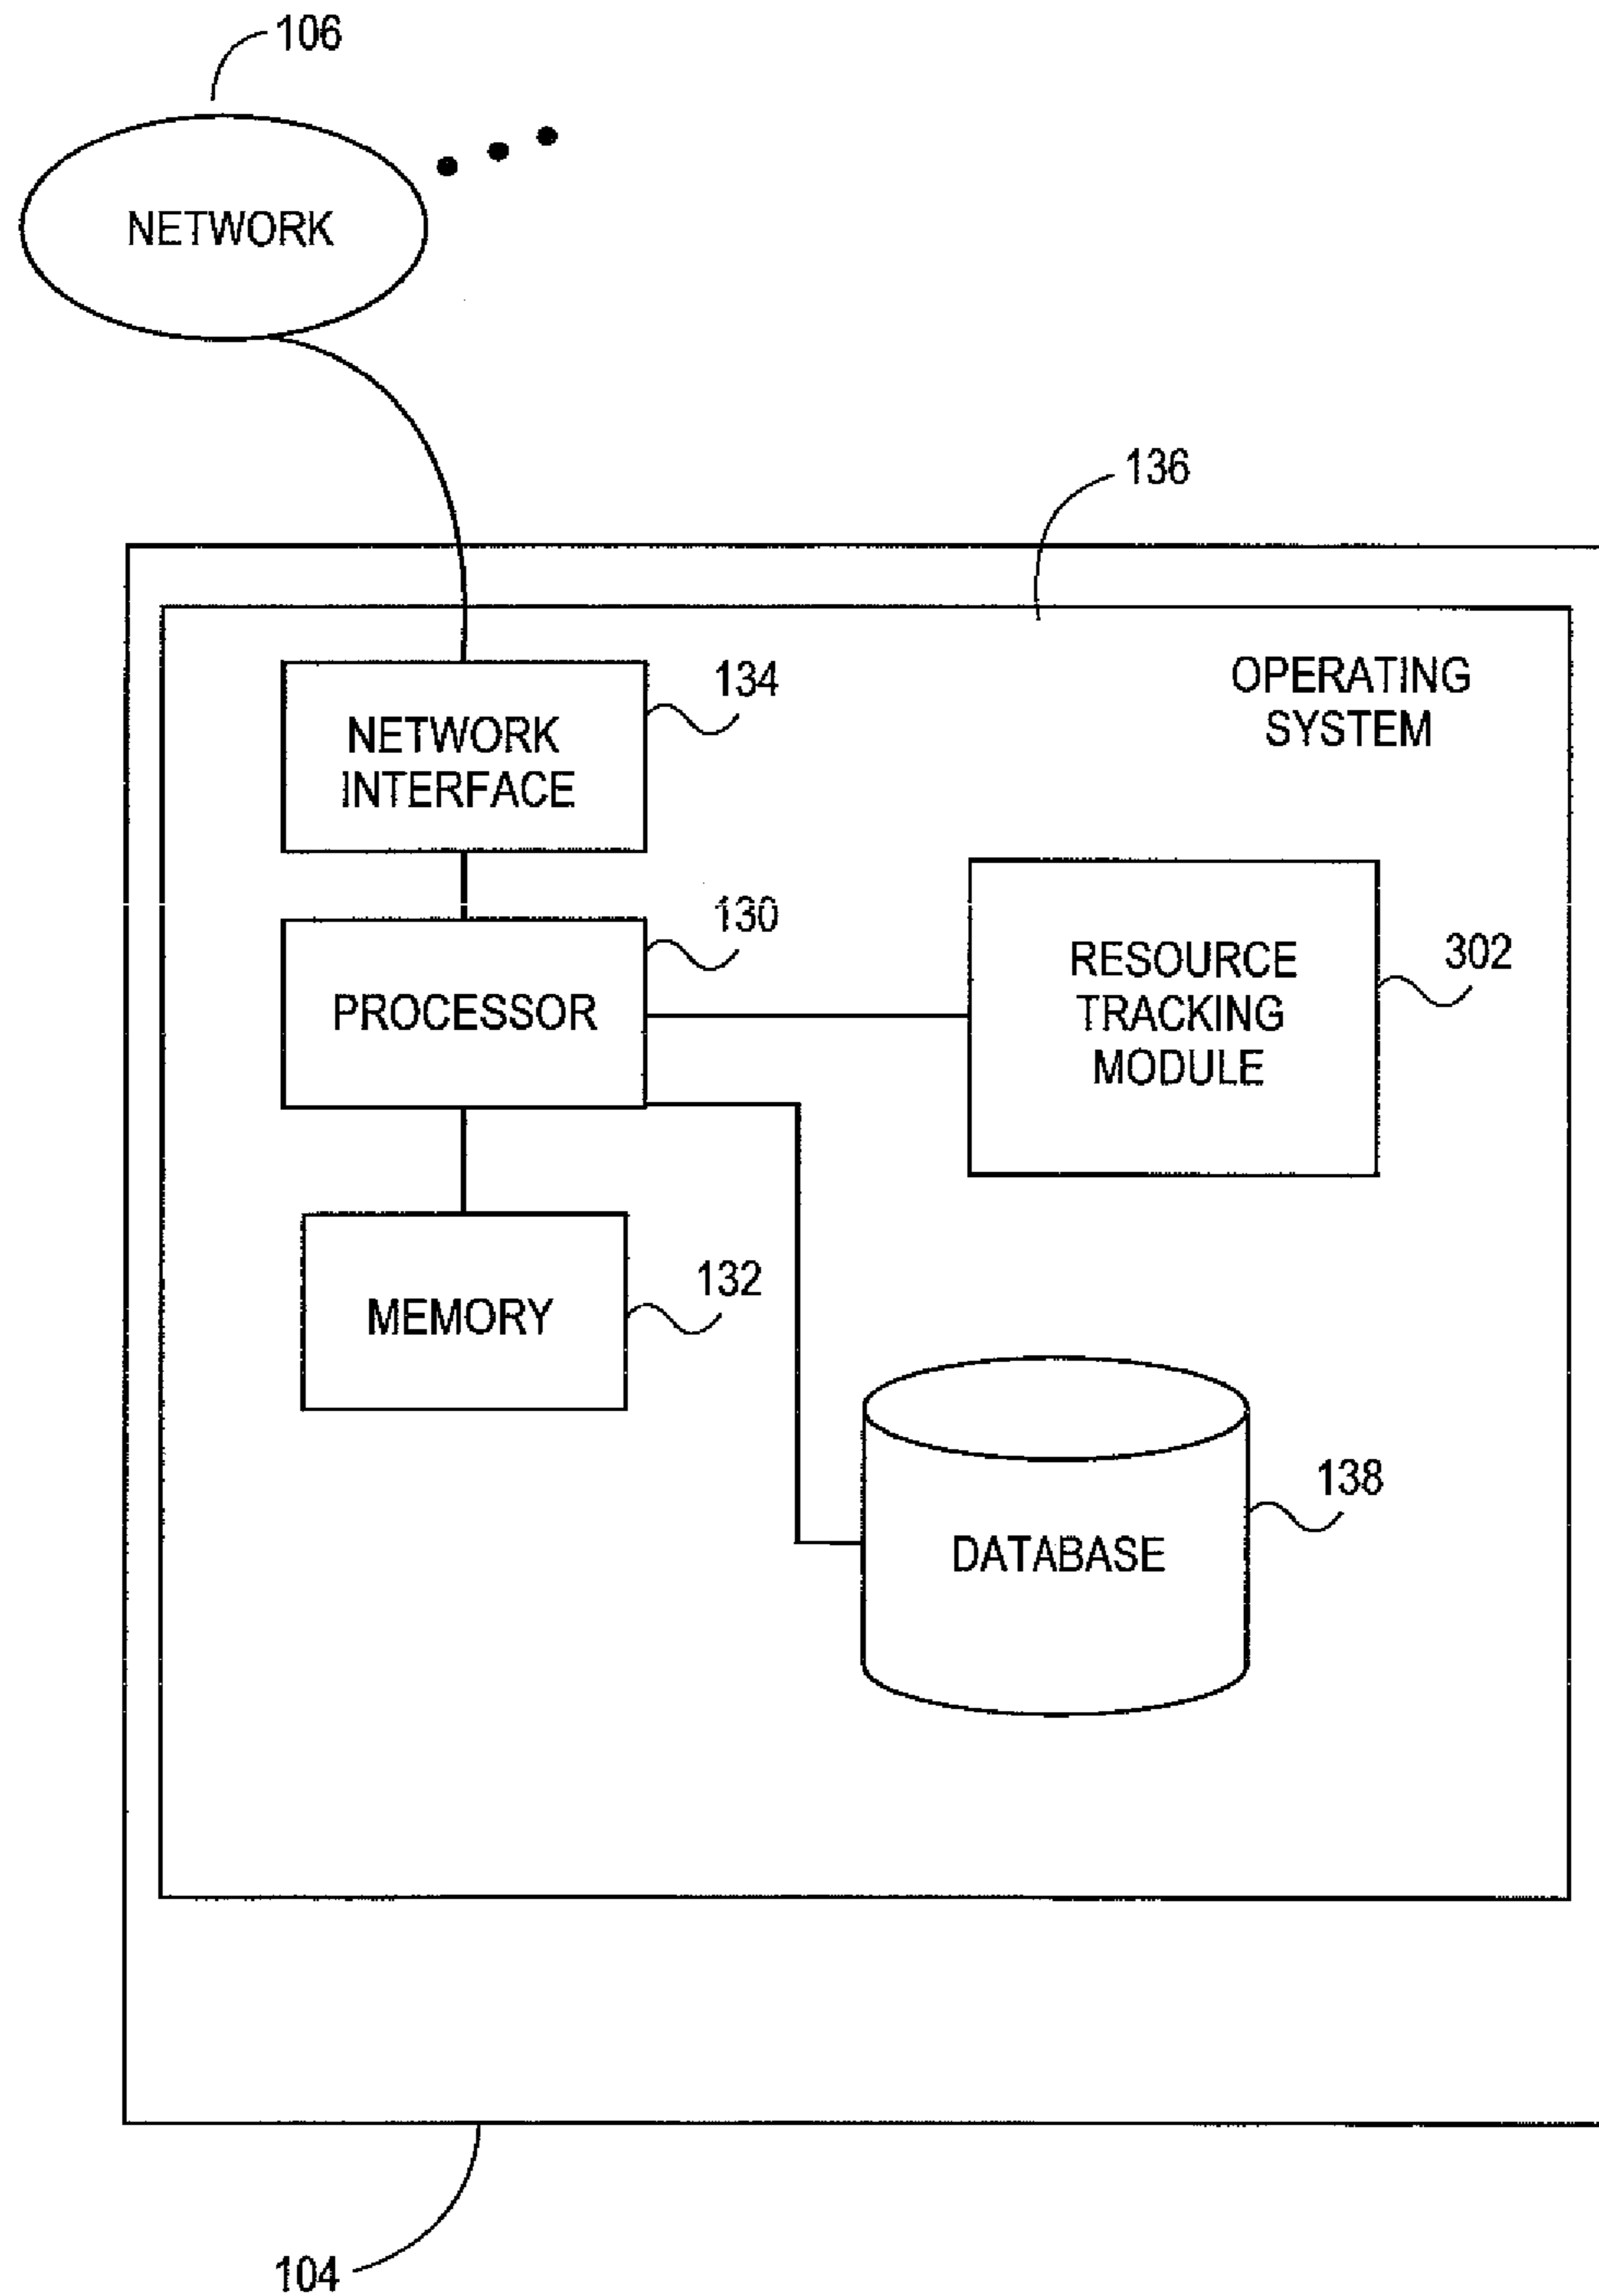 106
NETWORK
136
OPERATING
SYSTEM
134
NETWORK
INTERFACE
130
PROCESSOR
RESOURCE
TRACKING
MODULE
302
132
MEMORY
138
DATABASE
104